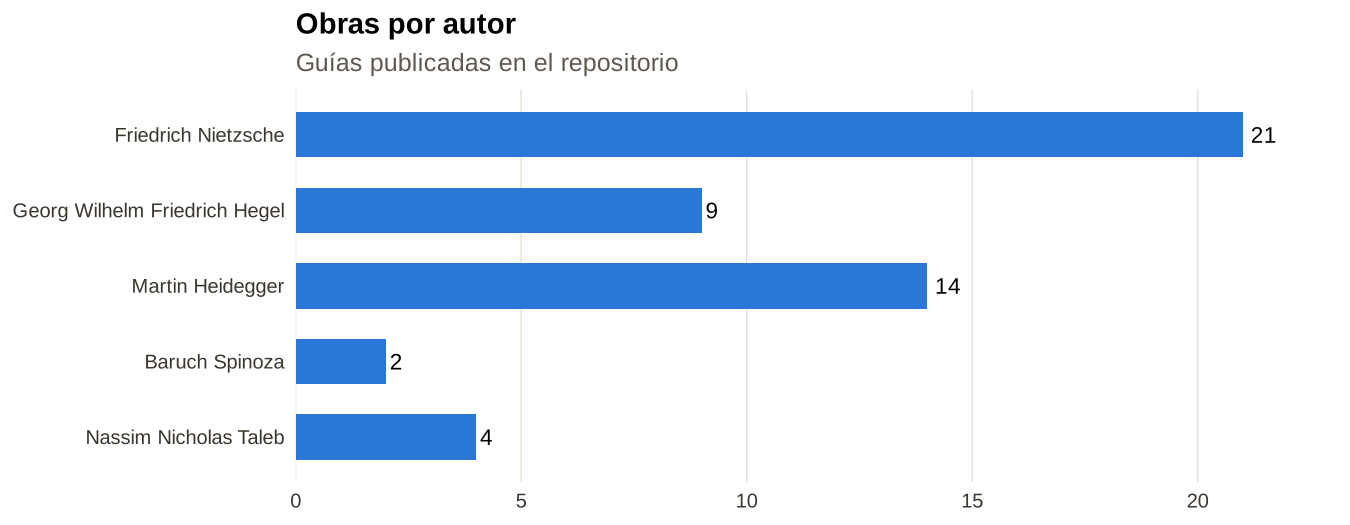 Obras por autor
Guías publicadas en el repositorio
Friedrich Nietzsche 21
Georg Wilhelm Friedrich Hegel 9
Martin Heidegger 14
Baruch Spinoza 2
Nassim Nicholas Taleb 4
0 5 10 15 20